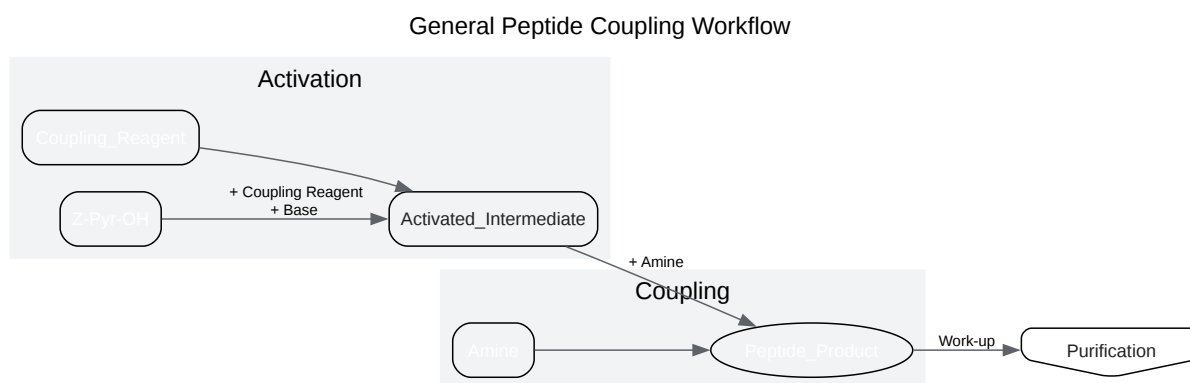 General Peptide Coupling Workflow
Activation
Coupling_Reagent
+ Coupling Reagent
+ Base
Z-Pyr-OH
Activated_Intermediate
+ Amine
Coupling
Amine
Peptide_Product
Work-up
Purification